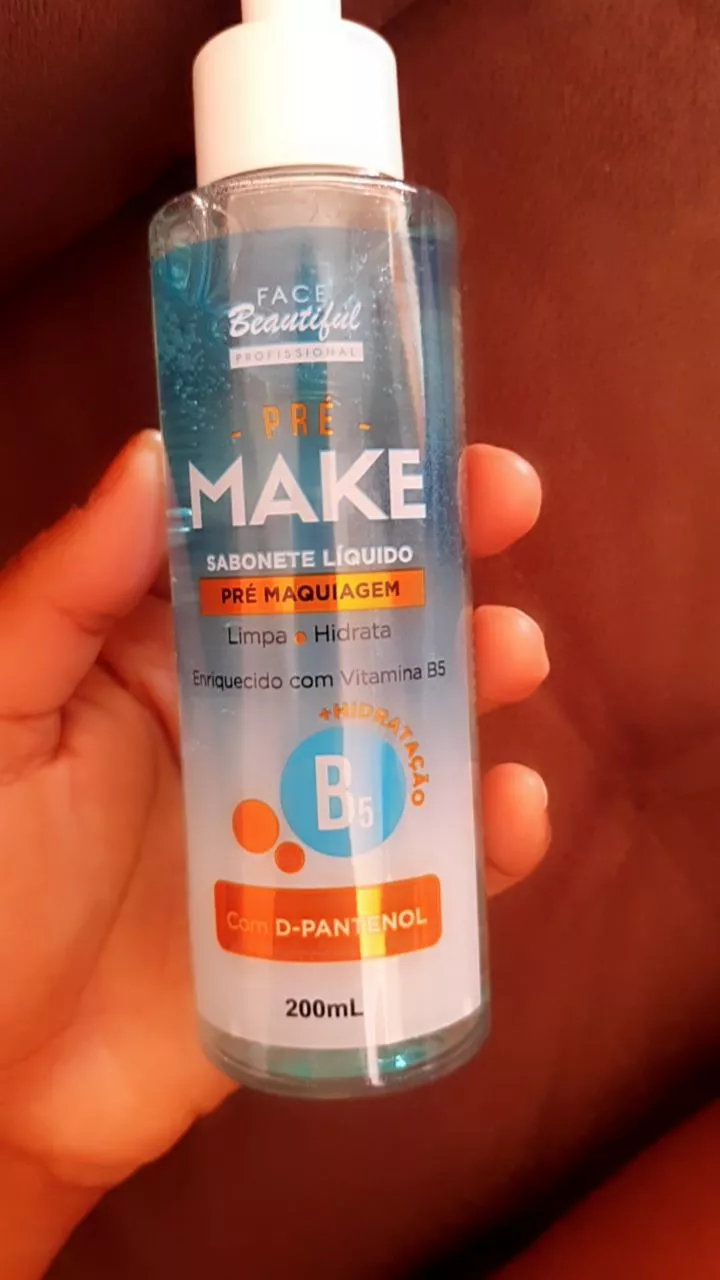 FACE
Beautiful
PROFISSIONAL
- PRÉ -
MAKE
SABONETE LÍQUIDO
PRÉ MAQUIAGEM
Limpa • Hidrata
Enriquecido com Vitamina B5
+HIDRATAÇÃO
B5
Com D-PANTENOL
200mL